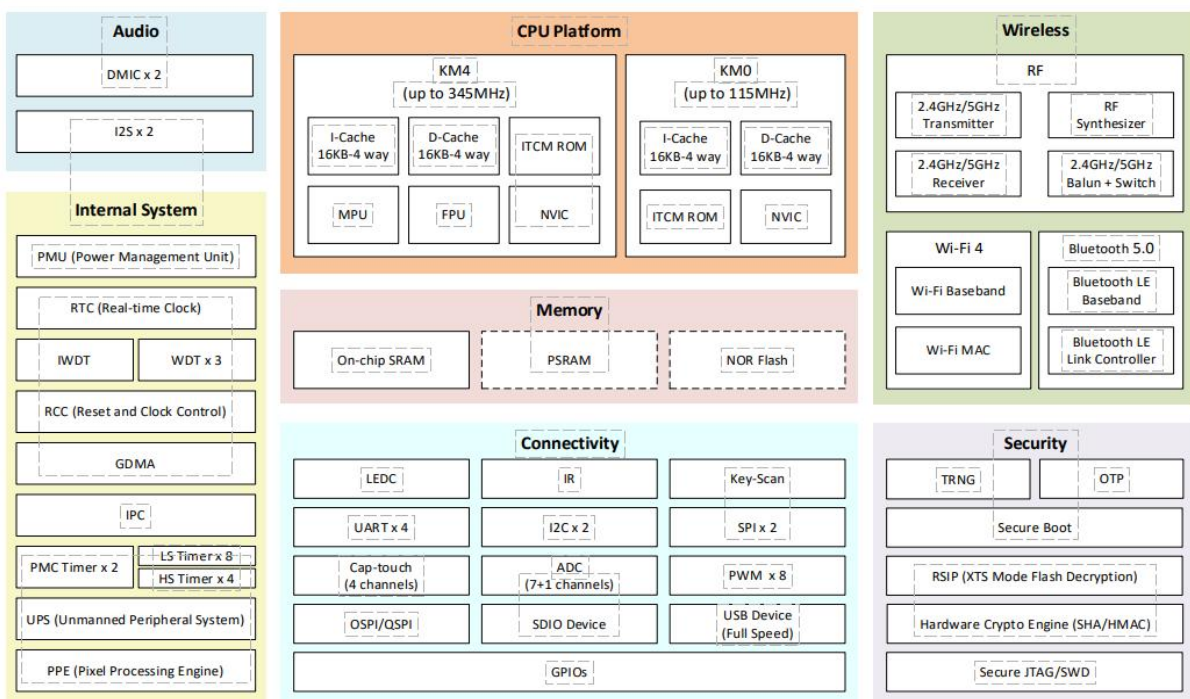 Audio
DMIC x 2
I2S x 2
Internal System
PMU (Power Management Unit)
RTC (Real-time Clock)
IWDT
WDT x 3
RCC (Reset and Clock Control)
GDMA
IPC
PMC Timer x 2
LS Timer x 8
HS Timer x 4
UPS (Unmanned Peripheral System)
PPE (Pixel Processing Engine)
CPU Platform
KM4
(up to 345MHz)
I-Cache
16KB-4 way
D-Cache
16KB-4 way
ITCM ROM
MPU
FPU
NVIC
KM0
(up to 115MHz)
I-Cache
16KB-4 way
D-Cache
16KB-4 way
ITCM ROM
NVIC
Memory
On-chip SRAM
PSRAM
NOR Flash
Connectivity
LEDC
IR
Key-Scan
UART x 4
I2C x 2
SPI x 2
Cap-touch
(4 channels)
ADC
(7+1 channels)
PWM x 8
OSPI/QSPI
SDIO Device
USB Device
(Full Speed)
GPIOs
Wireless
RF
2.4GHz/5GHz
Transmitter
RF
Synthesizer
2.4GHz/5GHz
Receiver
2.4GHz/5GHz
Balun + Switch
Wi-Fi 4
Wi-Fi Baseband
Wi-Fi MAC
Bluetooth 5.0
Bluetooth LE
Baseband
Bluetooth LE
Link Controller
Security
TRNG
OTP
Secure Boot
RSIP (XTS Mode Flash Decryption)
Hardware Crypto Engine (SHA/HMAC)
Secure JTAG/SWD